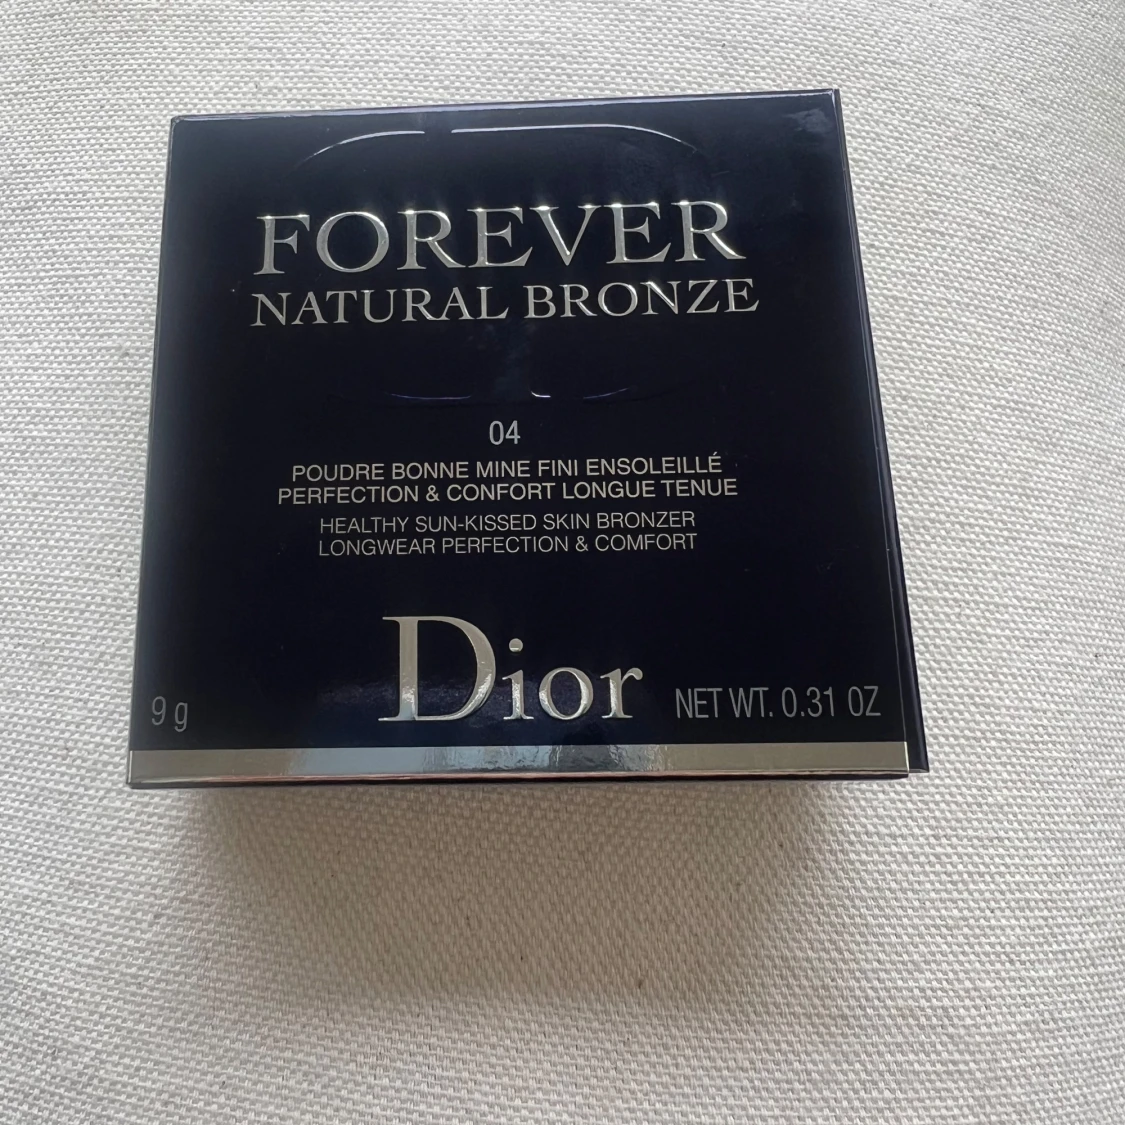 FOREVER
NATURAL BRONZE
04
POUDRE BONNE MINE FINI ENSOLEILLÉ
PERFECTION & CONFORT LONGUE TENUE
HEALTHY SUN-KISSED SKIN BRONZER
LONGWEAR PERFECTION & COMFORT
Dior
9 g
NET WT. 0.31 OZ